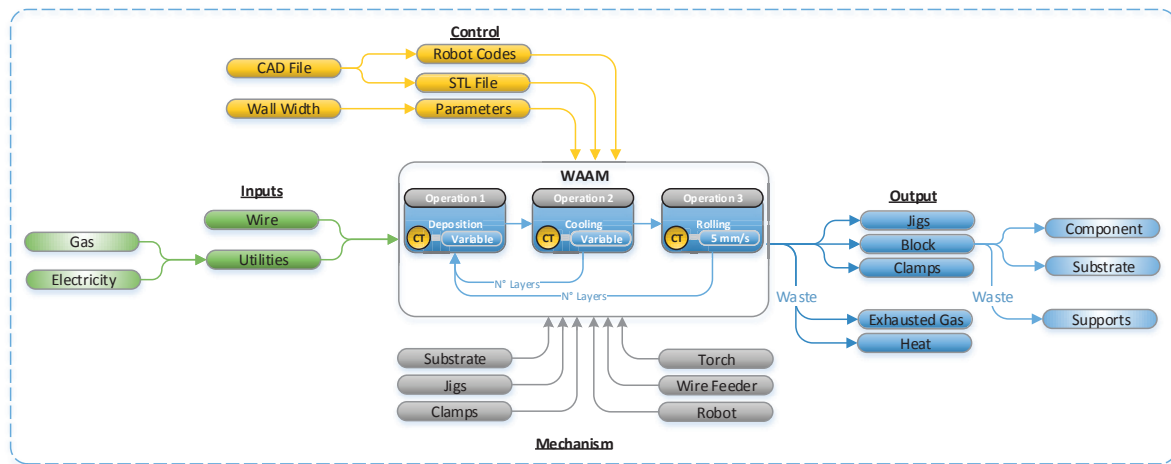 Control
Robot Codes
CAD File
STL File
Wall Width
Parameters
WAAM
Inputs
Operation 1
Operation 2
Operation 3
Output
Deposition
Cooling
Rolling
Wire
CT
Variable
CT
Variable
CT
5 mm/s
Jigs
Component
Gas
Block
Utilities
Clamps
Substrate
Electricity
N° Layers
N° Layers
Waste
Waste
Exhausted Gas
Supports
Heat
Substrate
Torch
Jigs
Wire Feeder
Clamps
Robot
Mechanism